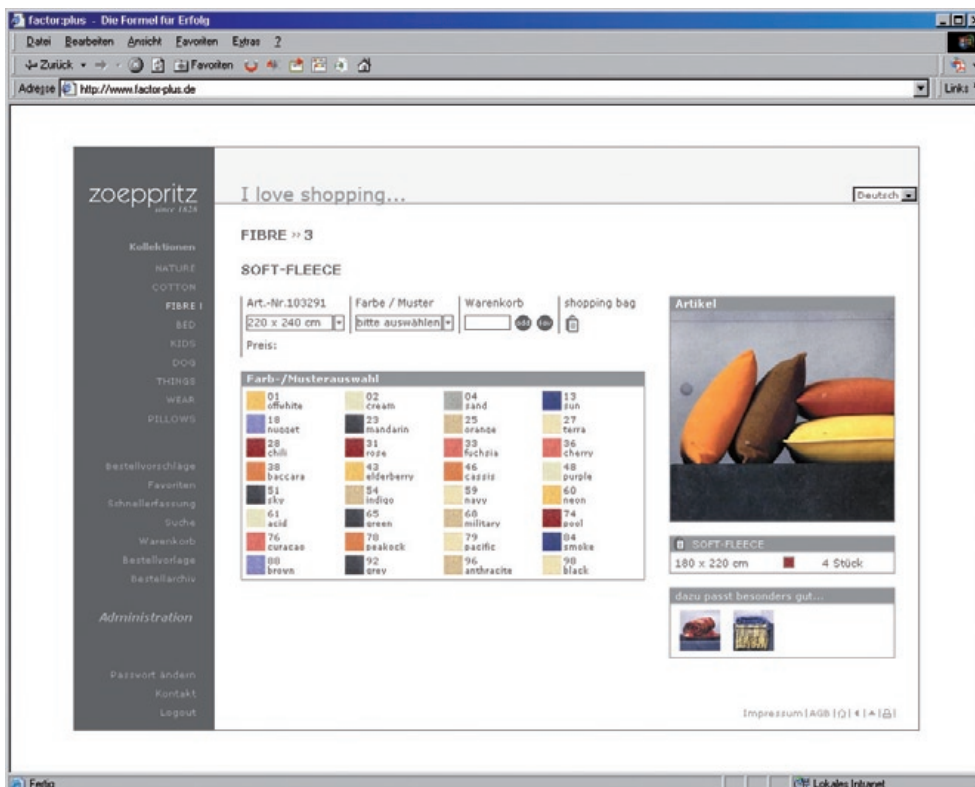 factor:plus - Die Formel für Erfolg
Datei Bearbeiten Ansicht Favoriten Extras ?
Zurück Favoriten
Adresse http://www.factor-plus.de Links
zoeppritz
since 1828
I love shopping...
Deutsch
Kollektionen
NATURE
COTTON
FIBRE
BED
KIDS
DOG
THINGS
WEAR
PILLOWS
Bestellvorschläge
Favoriten
Schnellerfassung
Suche
Warenkorb
Bestellvorlage
Bestellarchiv
Administration
Passwort ändern
Kontakt
Logout
FIBRE » 3
SOFT-FLEECE
Art.-Nr.103291 Farbe / Muster Warenkorb shopping bag
220 x 240 cm bitte auswählen add fav
Preis:
Farb-/Musterauswahl
01 02 04 13
offwhite cream sand sun
18 23 25 27
nugget mandarin orange terra
28 31 33 36
chili rose fuchsia cherry
38 43 46 48
baccara elderberry cassis purple
51 54 59 60
sky indigo navy neon
61 65 68 74
acid green military pool
76 78 79 84
curacao peakock pacific smoke
88 92 96 98
brown grey anthracite black
Artikel
SOFT-FLEECE
180 x 220 cm 4 Stück
dazu passt besonders gut...
Impressum | AGB |
Fertig Lokales Intranet